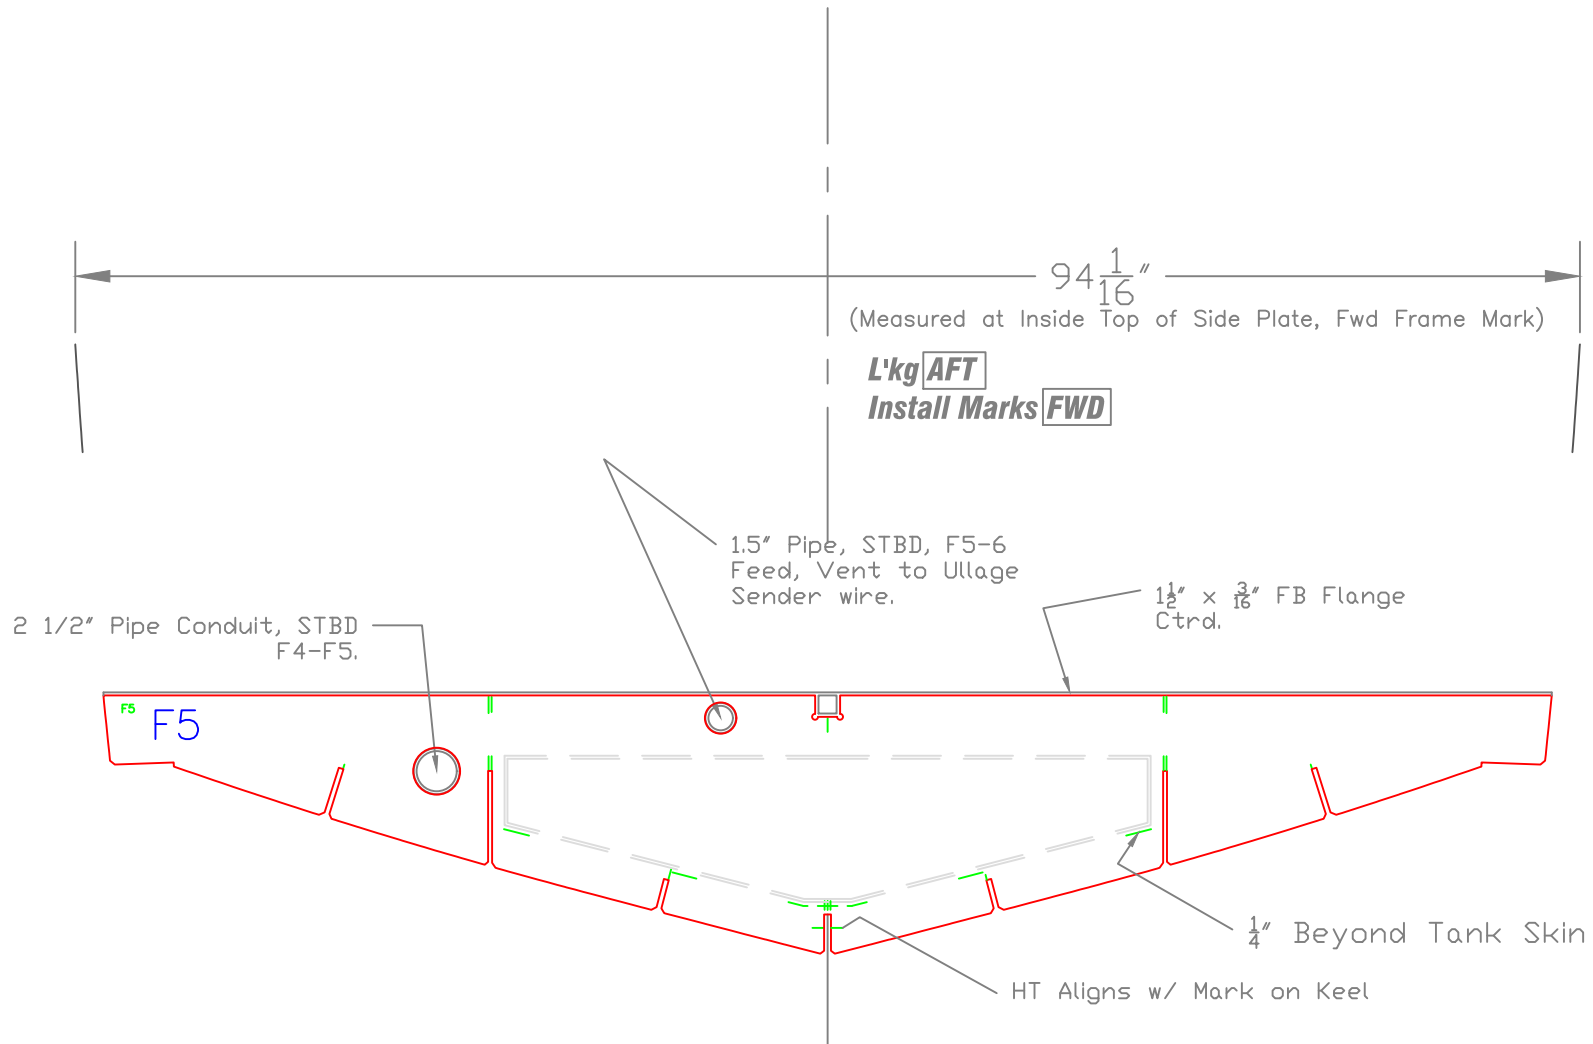 94 1/16"
(Measured at Inside Top of Side Plate, Fwd Frame Mark)
L'kg AFT
Install Marks FWD
1.5" Pipe, STBD, F5-6
Feed, Vent to Ullage
Sender wire.
1 1/2" x 3/16" FB Flange
Ctrd.
2 1/2" Pipe Conduit, STBD
F4-F5.
F5
F5
1/4" Beyond Tank Skin
HT Aligns w/ Mark on Keel